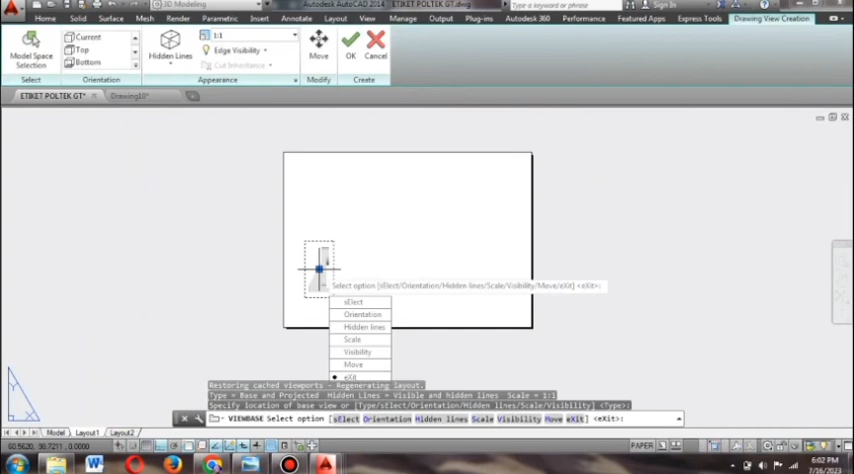 3D Modeling
Autodesk AutoCAD 2014 ETIKET POLTEK GT.dwg
Type a keyword or phrase
Sign In
Home Solid Surface Mesh Render Parametric Insert Annotate Layout View Manage Output Plug-ins Autodesk 360 Performance Featured Apps Express Tools Drawing View Creation
Model Space
Selection
Current
Top
Bottom
Hidden
Lines
1:1
Edge Visibility
Cut Inheritance
Move
OK
Cancel
Select Orientation Appearance Modify Create
ETIKET POLTEK GT* Drawing10*
Select option [sElect/Orientation/Hidden lines/Scale/Visibility/Move/eXit] <eXit>:
sElect
Orientation
Hidden lines
Scale
Visibility
Move
eXit
Restoring cached viewports - Regenerating layout.
Type = Base and Projected Hidden Lines = Visible and hidden lines Scale = 1:1
Specify location of base view or [Type/sElect/Orientation/Hidden lines/Scale/Visibility] <Type>:
VIEWBASE Select option [sElect Orientation Hidden lines Scale Visibility Move eXit] <eXit>:
Model Layout1 Layout2
PAPER
6:02 PM
7/16/2023